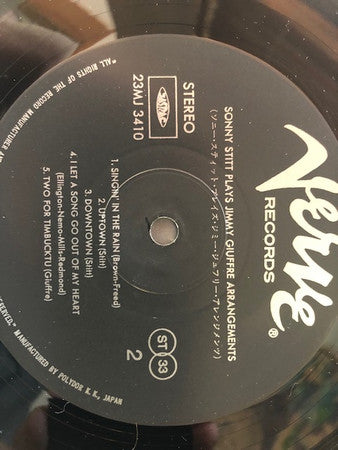 Verve
RECORDS ®
SONNY STITT PLAYS JIMMY GIUFFRE ARRANGEMENTS
(ソニー・スティット・プレイズ・ジミー・ジュフリー・アレンジメンツ)
STEREO
23MJ 3410
ST 33
2
1. SINGIN' IN THE RAIN (Brown-Freed)
2. UPTOWN (Stitt)
3. DOWNTOWN (Stitt)
4. I LET A SONG GO OUT OF MY HEART
(Ellington-Nemo-Mills-Redmond)
5. TWO FOR TIMBUCKTU (Giuffre)
"ALL RIGHTS OF THE RECORD MANUFACTURER AND
RESERVED." MANUFACTURED BY POLYDOR K. K., JAPAN